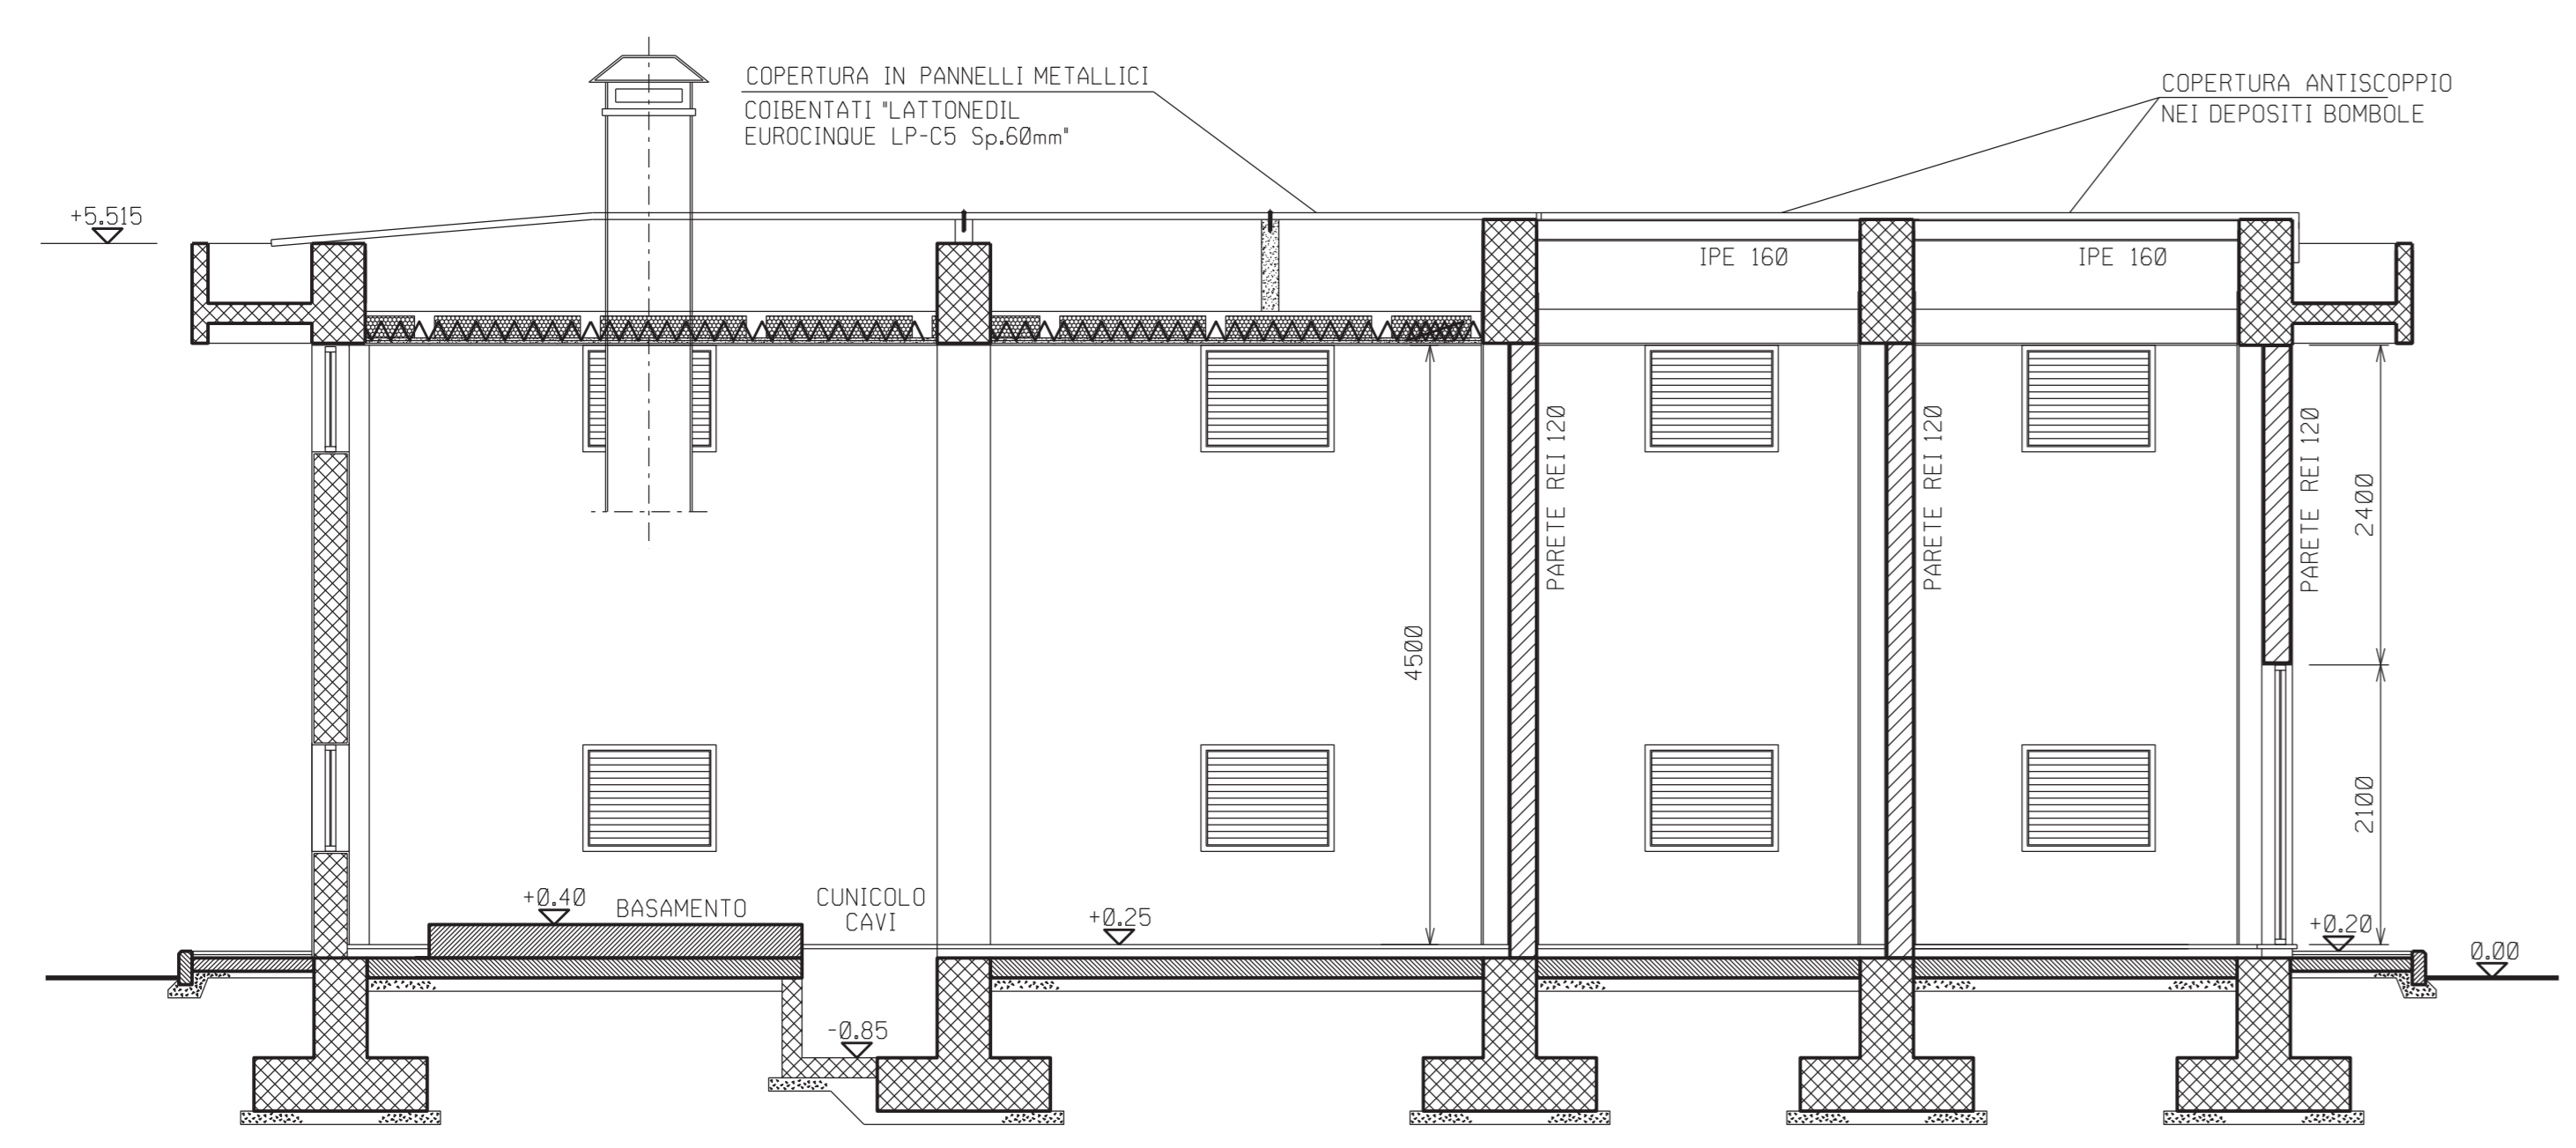 COPERTURA IN PANNELLI METALLICI
COIBENTATI "LATTONEDIL
EUROCINQUE LP-C5 Sp.60mm"
COPERTURA ANTISCOPPIO
NEI DEPOSITI BOMBOLE
+5.515
IPE 160
IPE 160
PARETE REI 120
PARETE REI 120
PARETE REI 120
2400
4500
2100
+0.40
BASAMENTO
CUNICOLO
CAVI
+0.25
+0.20
0.00
-0.85